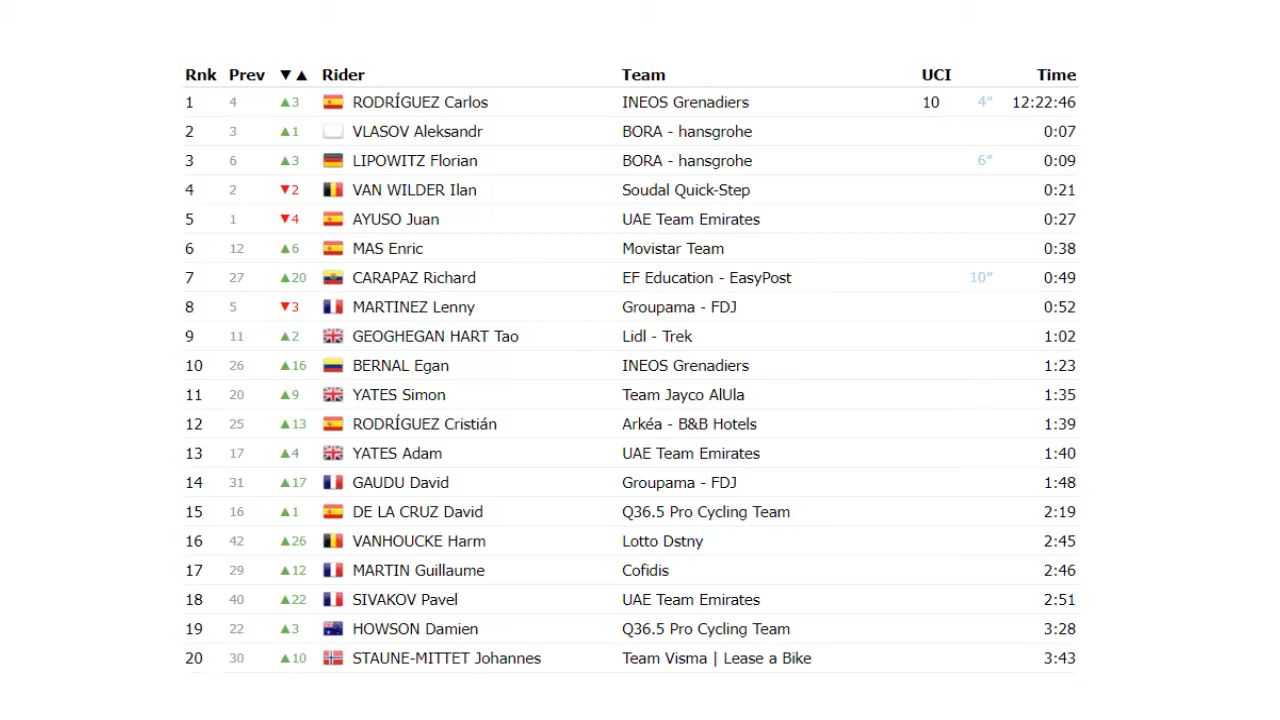 Rnk Prev ▼▲ Rider Team UCI Time
1 4 ▲3 RODRÍGUEZ Carlos INEOS Grenadiers 10 4″ 12:22:46
2 3 ▲1 VLASOV Aleksandr BORA - hansgrohe 0:07
3 6 ▲3 LIPOWITZ Florian BORA - hansgrohe 6″ 0:09
4 2 ▼2 VAN WILDER Ilan Soudal Quick-Step 0:21
5 1 ▼4 AYUSO Juan UAE Team Emirates 0:27
6 12 ▲6 MAS Enric Movistar Team 0:38
7 27 ▲20 CARAPAZ Richard EF Education - EasyPost 10″ 0:49
8 5 ▼3 MARTINEZ Lenny Groupama - FDJ 0:52
9 11 ▲2 GEOGHEGAN HART Tao Lidl - Trek 1:02
10 26 ▲16 BERNAL Egan INEOS Grenadiers 1:23
11 20 ▲9 YATES Simon Team Jayco AlUla 1:35
12 25 ▲13 RODRÍGUEZ Cristián Arkéa - B&B Hotels 1:39
13 17 ▲4 YATES Adam UAE Team Emirates 1:40
14 31 ▲17 GAUDU David Groupama - FDJ 1:48
15 16 ▲1 DE LA CRUZ David Q36.5 Pro Cycling Team 2:19
16 42 ▲26 VANHOUCKE Harm Lotto Dstny 2:45
17 29 ▲12 MARTIN Guillaume Cofidis 2:46
18 40 ▲22 SIVAKOV Pavel UAE Team Emirates 2:51
19 22 ▲3 HOWSON Damien Q36.5 Pro Cycling Team 3:28
20 30 ▲10 STAUNE-MITTET Johannes Team Visma | Lease a Bike 3:43